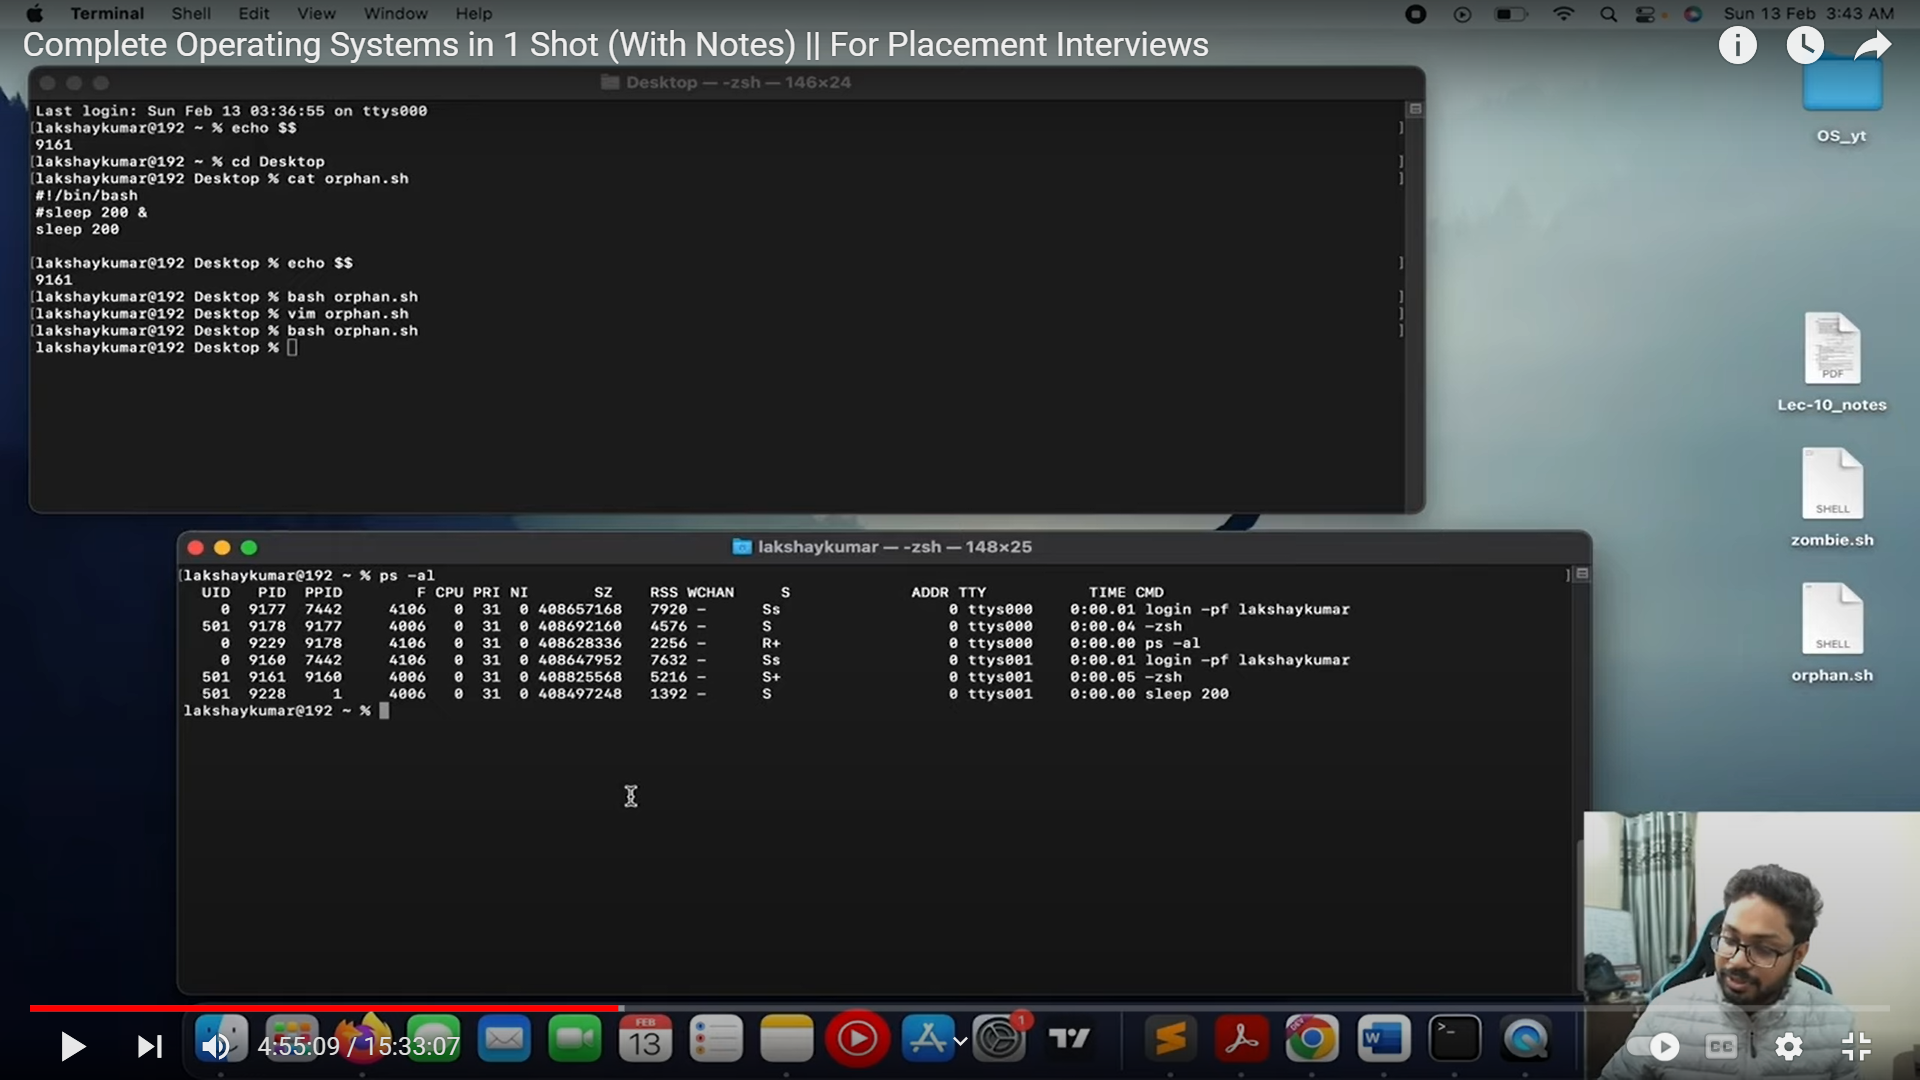 Terminal Shell Edit View Window Help Sun 13 Feb 3:43 AM
Complete Operating Systems in 1 Shot (With Notes) || For Placement Interviews
Desktop — -zsh — 146×24
Last login: Sun Feb 13 03:36:55 on ttys000
[lakshaykumar@192 ~ % echo $$ ]
9161
[lakshaykumar@192 ~ % cd Desktop ]
[lakshaykumar@192 Desktop % cat orphan.sh ]
#!/bin/bash
#sleep 200 &
sleep 200
[lakshaykumar@192 Desktop % echo $$ ]
9161
[lakshaykumar@192 Desktop % bash orphan.sh ]
[lakshaykumar@192 Desktop % vim orphan.sh ]
[lakshaykumar@192 Desktop % bash orphan.sh ]
lakshaykumar@192 Desktop %
OS_yt
PDF
Lec-10_notes
SHELL
zombie.sh
SHELL
orphan.sh
lakshaykumar — -zsh — 148×25
[lakshaykumar@192 ~ % ps -al ]
UID PID PPID F CPU PRI NI SZ RSS WCHAN S ADDR TTY TIME CMD
0 9177 7442 4106 0 31 0 408657168 7920 - Ss 0 ttys000 0:00.01 login -pf lakshaykumar
501 9178 9177 4006 0 31 0 408692160 4576 - S 0 ttys000 0:00.04 -zsh
0 9229 9178 4106 0 31 0 408628336 2256 - R+ 0 ttys000 0:00.00 ps -al
0 9160 7442 4106 0 31 0 408647952 7632 - Ss 0 ttys001 0:00.01 login -pf lakshaykumar
501 9161 9160 4006 0 31 0 408825568 5216 - S+ 0 ttys001 0:00.05 -zsh
501 9228 1 4006 0 31 0 408497248 1392 - S 0 ttys001 0:00.00 sleep 200
lakshaykumar@192 ~ %
4:55:09 / 15:33:07
FEB
13
1
DEV
W
>_
CC